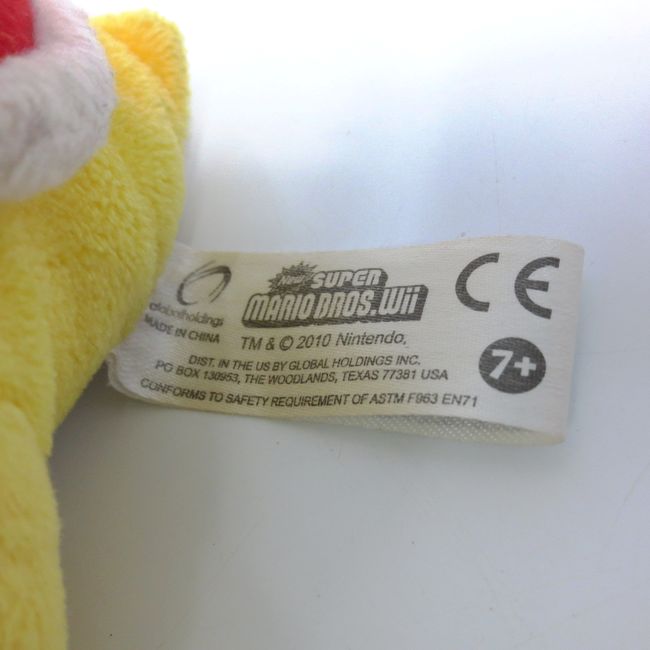 globalholdings
MADE IN CHINA
New SUPER
MARIO BROS. Wii
TM & © 2010 Nintendo.
DIST. IN THE US BY GLOBAL HOLDINGS INC.
PO BOX 130953, THE WOODLANDS, TEXAS 77381 USA
CONFORMS TO SAFETY REQUIREMENT OF ASTM F963 EN71
CE
7+